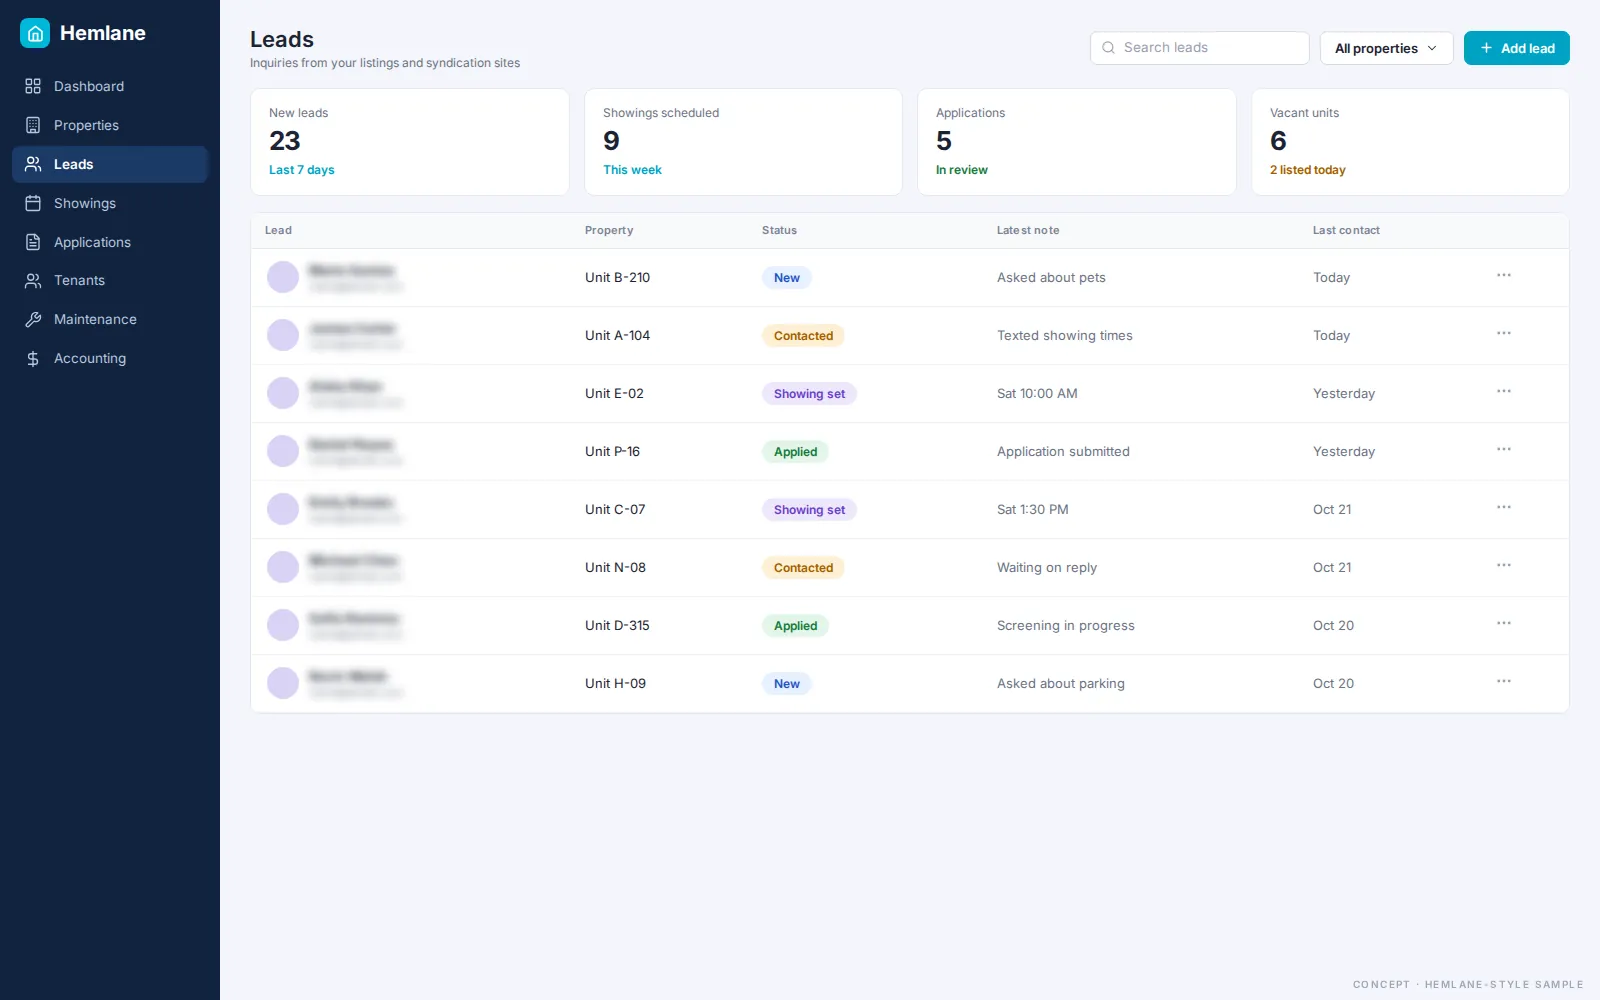 Hemlane
Dashboard
Properties
Leads
Showings
Applications
Tenants
Maintenance
Accounting
Leads
Inquiries from your listings and syndication sites
Search leads
All properties
Add lead
New leads
23
Last 7 days
Showings scheduled
9
This week
Applications
5
In review
Vacant units
6
2 listed today
Lead Property Status Latest note Last contact
Unit B-210 New Asked about pets Today ...
Unit A-104 Contacted Texted showing times Today ...
Unit E-02 Showing set Sat 10:00 AM Yesterday ...
Unit P-16 Applied Application submitted Yesterday ...
Unit C-07 Showing set Sat 1:30 PM Oct 21 ...
Unit N-08 Contacted Waiting on reply Oct 21 ...
Unit D-315 Applied Screening in progress Oct 20 ...
Unit H-09 New Asked about parking Oct 20 ...
CONCEPT · HEMLANE-STYLE SAMPLE